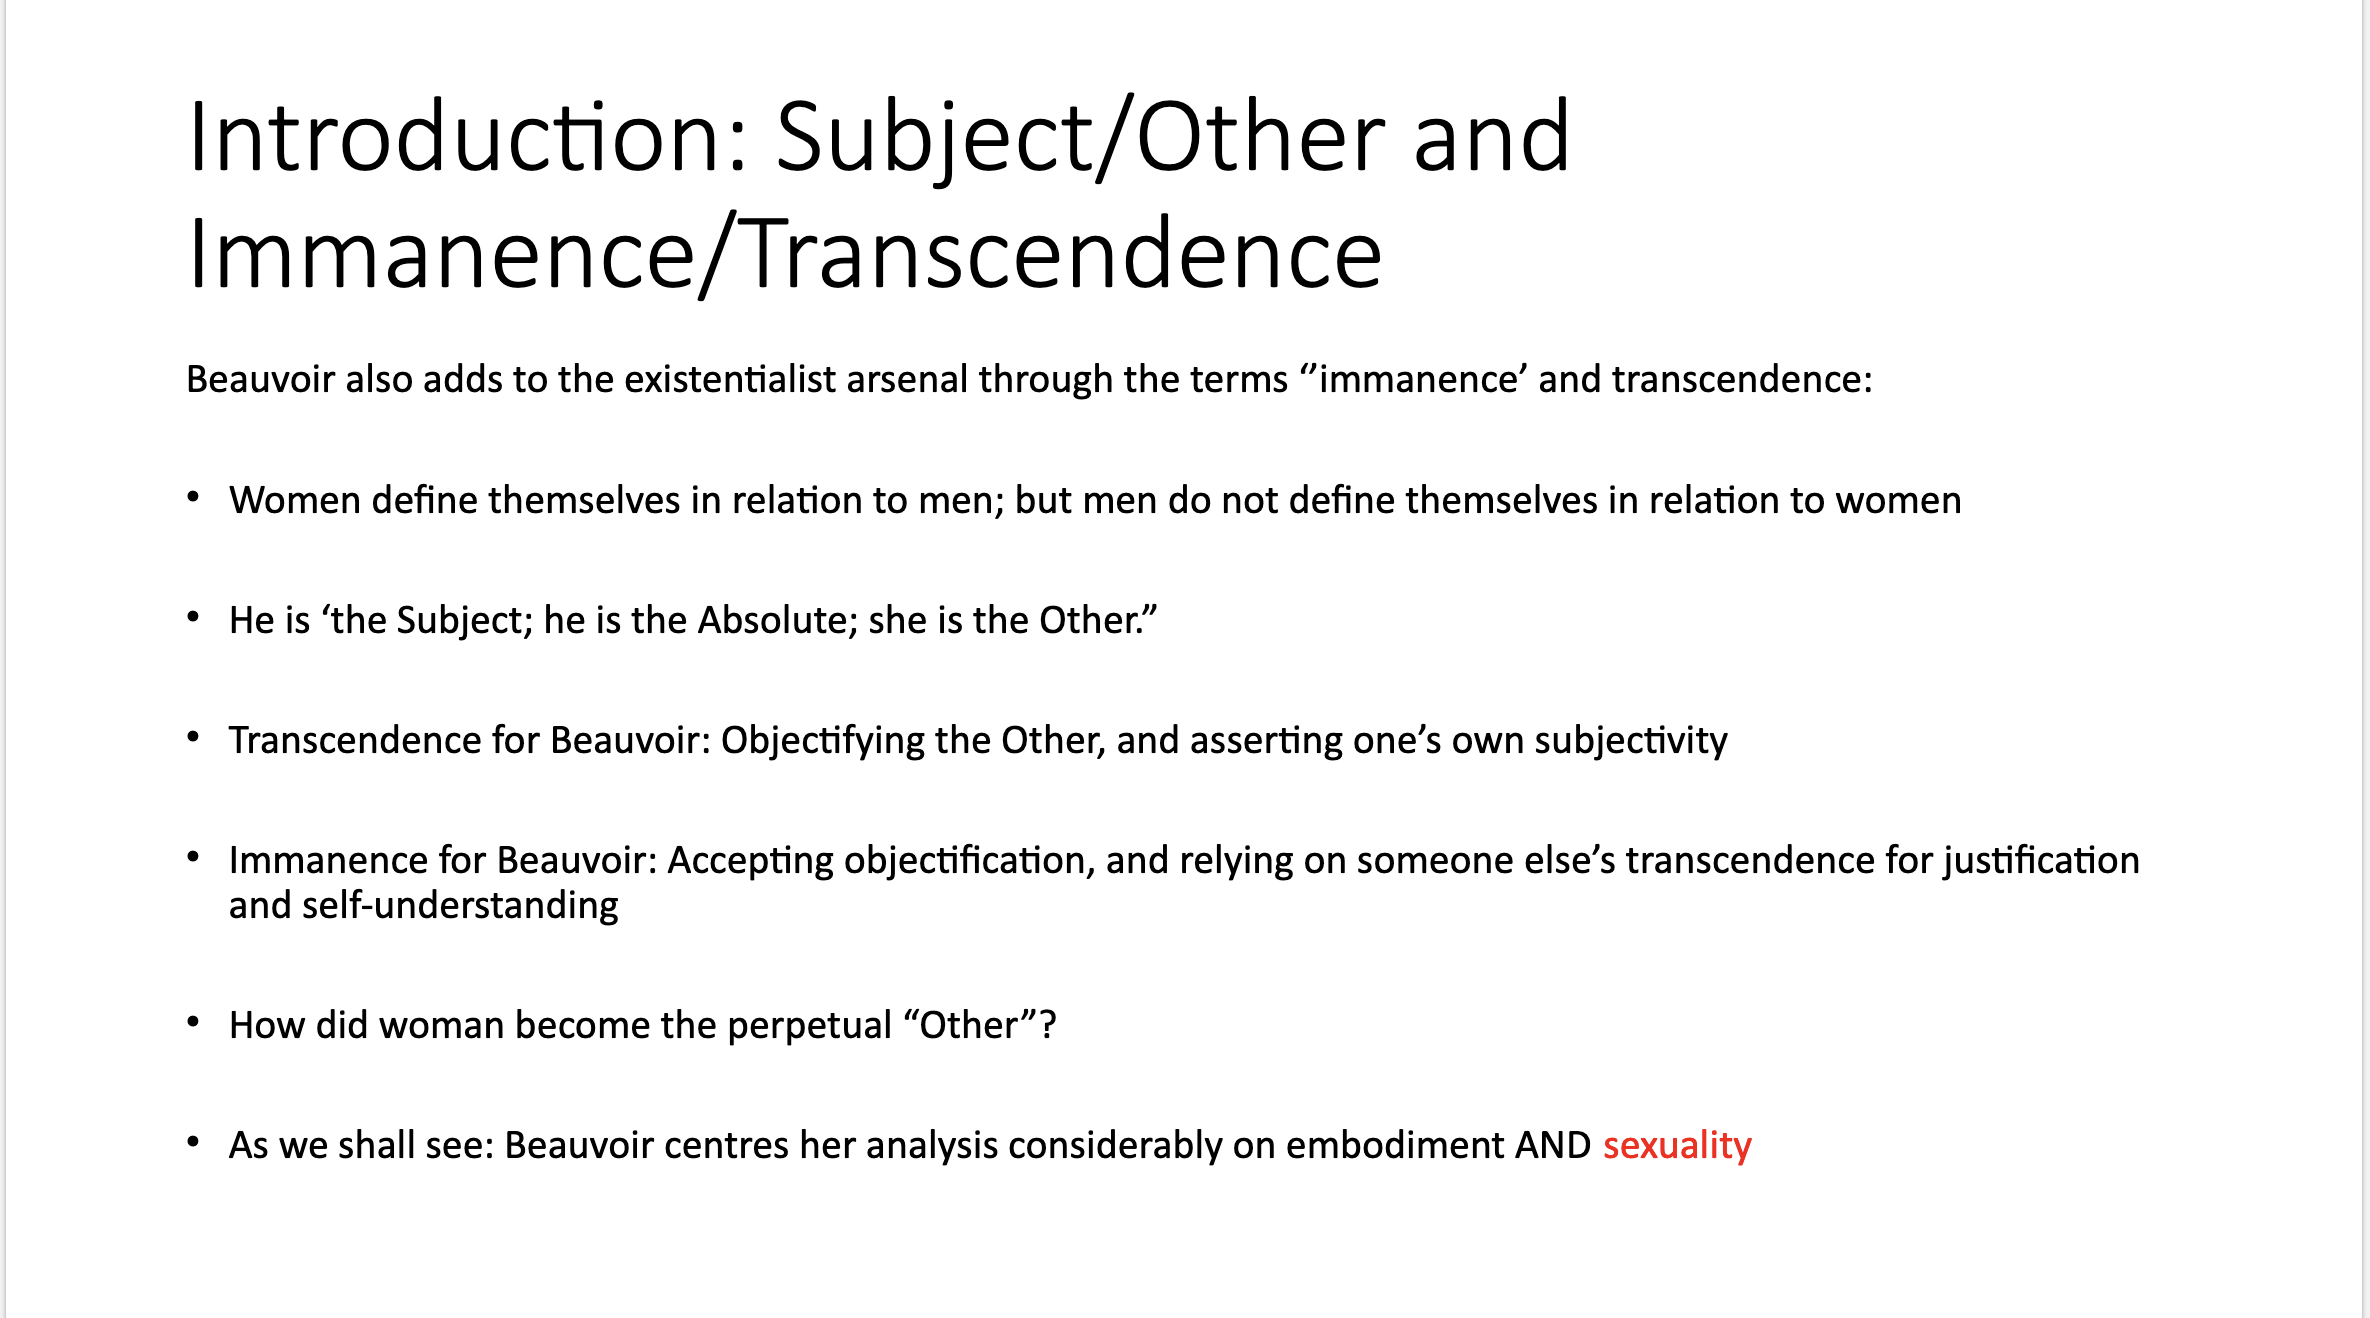 Introduction: Subject/Other and
Immanence/Transcendence
Beauvoir also adds to the existentialist arsenal through the terms “’immanence’ and transcendence:
• Women define themselves in relation to men; but men do not define themselves in relation to women
• He is ‘the Subject; he is the Absolute; she is the Other.”
• Transcendence for Beauvoir: Objectifying the Other, and asserting one’s own subjectivity
• Immanence for Beauvoir: Accepting objectification, and relying on someone else’s transcendence for justification
and self-understanding
• How did woman become the perpetual “Other”?
• As we shall see: Beauvoir centres her analysis considerably on embodiment AND sexuality